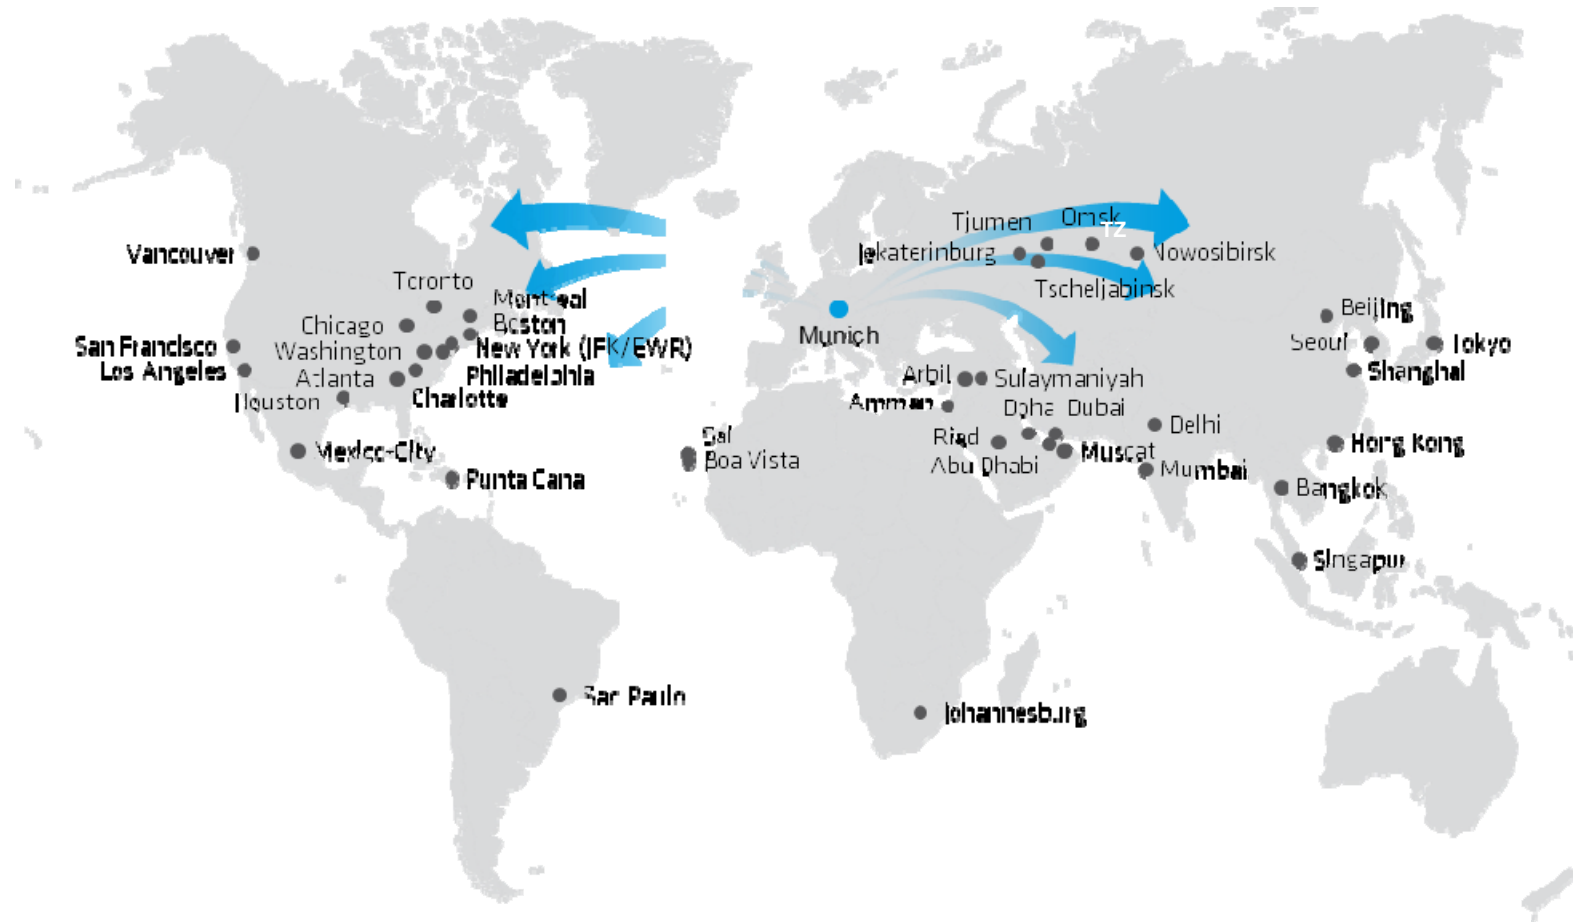 Tjumen
Omsk
TZ
Vancouver
Jekaterinburg
Nowosibirsk
Toronto
Tscheljabinsk
Montreal
Beijing
Chicago
Boston
Munich
San Francisco
Washington
New York (JFK/EWR)
Seoul
Tokyo
Los Angeles
Atlanta
Philadelphia
Arbil
Sulaymaniyah
Shanghai
Houston
Charlotte
Amman
Doha
Dubai
Delhi
Mexico-City
Sal
Riad
Muscat
Hong Kong
Boa Vista
Abu Dhabi
Mumbai
Punta Cana
Bangkok
Singapur
Sao Paulo
Johannesburg